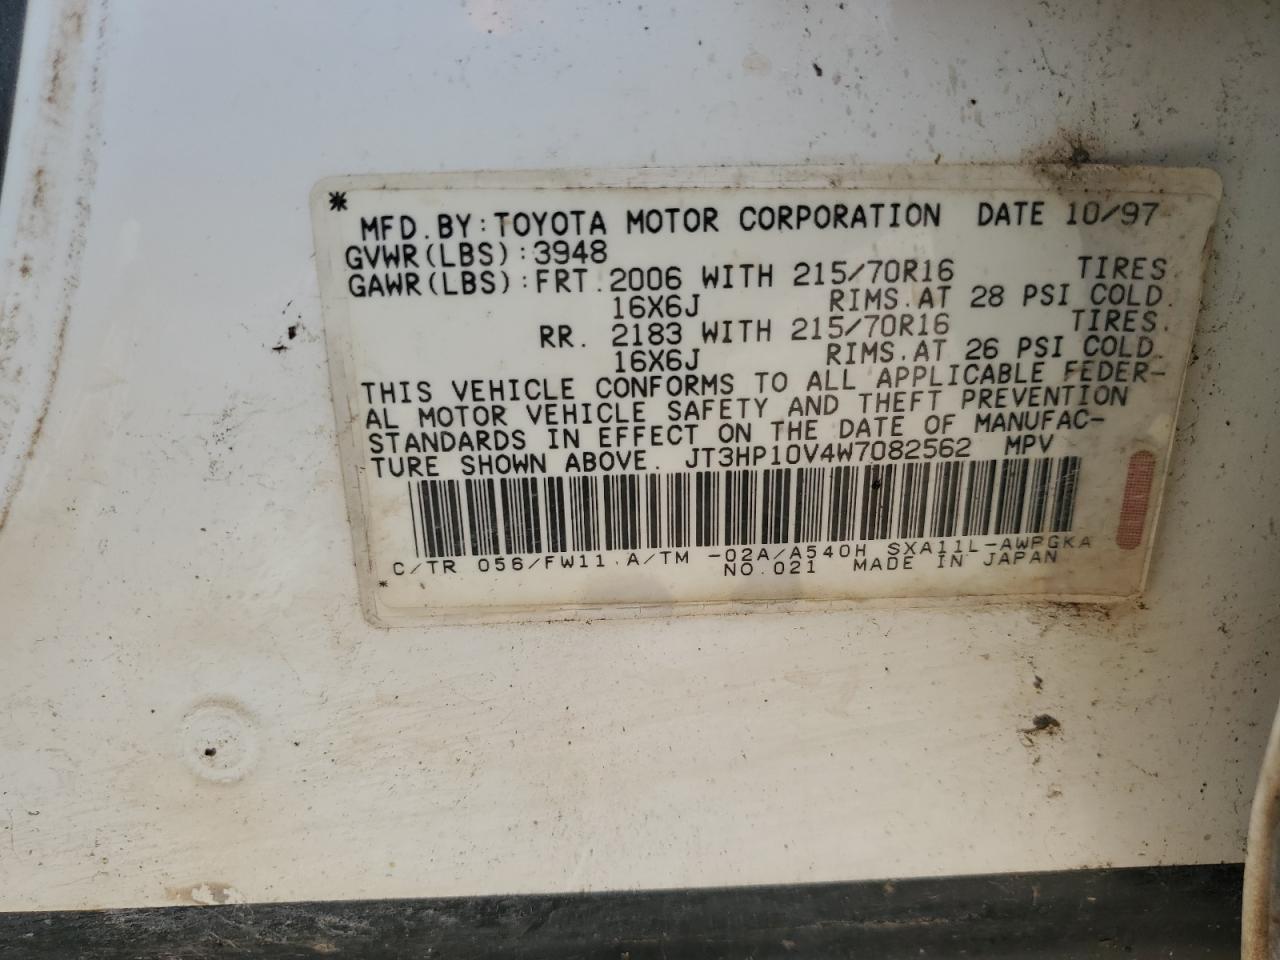 * MFD.BY:TOYOTA MOTOR CORPORATION DATE 10/97
GVWR(LBS):3948
GAWR(LBS):FRT.2006 WITH 215/70R16 TIRES.
16X6J RIMS.AT 28 PSI COLD.
RR. 2183 WITH 215/70R16 TIRES.
16X6J RIMS.AT 26 PSI COLD.
THIS VEHICLE CONFORMS TO ALL APPLICABLE FEDER-
AL MOTOR VEHICLE SAFETY AND THEFT PREVENTION
STANDARDS IN EFFECT ON THE DATE OF MANUFAC-
TURE SHOWN ABOVE. JT3HP10V4W7082562 MPV
C/TR 056/FW11.A/TM -02A/A540H SXA11L-AWPGKA
* NO.021 MADE IN JAPAN